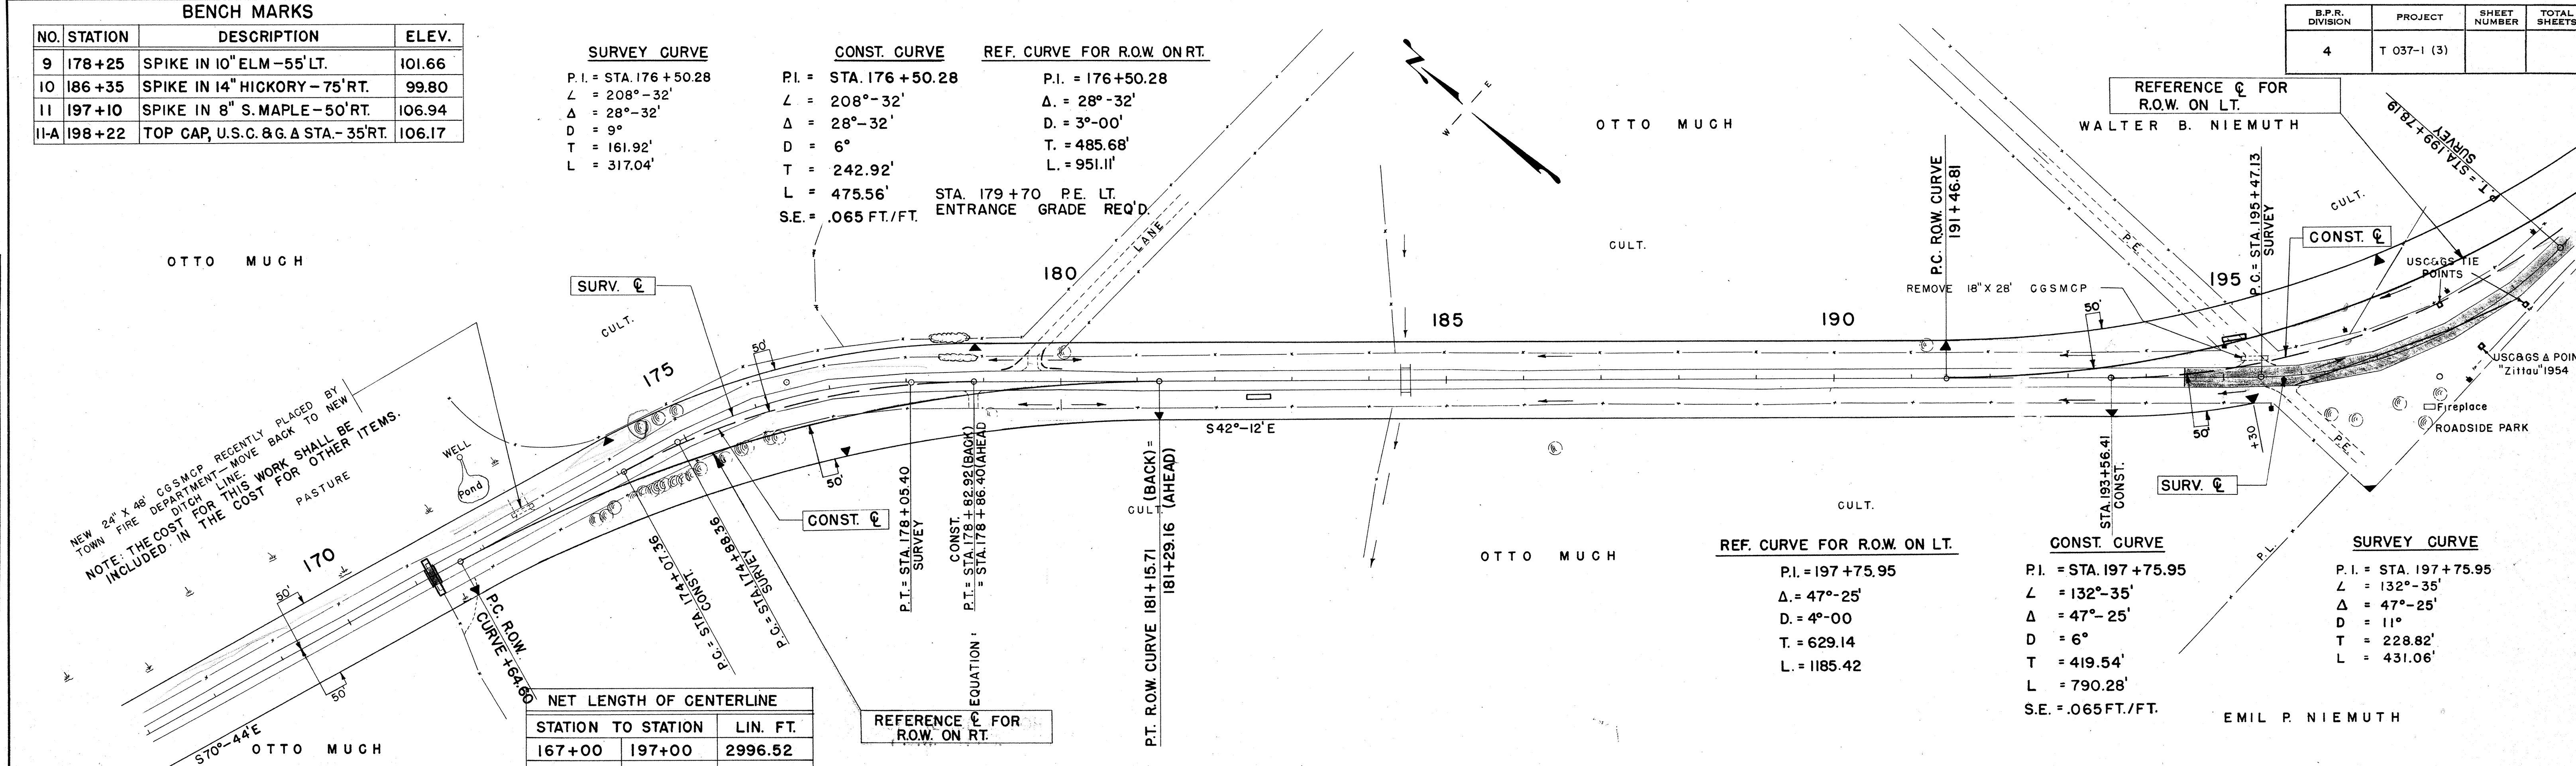 BENCH MARKS
NO. STATION DESCRIPTION ELEV.
9 178+25 SPIKE IN 10" ELM-55' LT. 101.66
10 186+35 SPIKE IN 14" HICKORY-75' RT. 99.80
11 197+10 SPIKE IN 8" S. MAPLE-50' RT. 106.94
11-A 198+22 TOP CAP, U.S.C. & G. Δ STA.-35' RT. 106.17
SURVEY CURVE
P.I. = STA. 176+50.28
∠ = 208°-32'
Δ = 28°-32'
D = 9°
T = 161.92'
L = 317.04'
CONST. CURVE
P.I. = STA. 176+50.28
∠ = 208°-32'
Δ = 28°-32'
D = 6°
T = 242.92'
L = 475.56'
S.E. = .065 FT./FT.
REF. CURVE FOR R.O.W. ON RT.
P.I. = 176+50.28
Δ. = 28°-32'
D. = 3°-00'
T. = 485.68'
L. = 951.11'
STA. 179+70 P.E. LT.
ENTRANCE GRADE REQ'D.
B.P.R. DIVISION PROJECT SHEET NUMBER TOTAL SHEETS
4 T 037-1 (3)
N
W E
OTTO MUCH
OTTO MUCH
REFERENCE ℄ FOR
R.O.W. ON LT.
WALTER B. NIEMUTH
P.T. = STA. 199+78.19
SURVEY
CULT.
CULT.
CULT.
LANE
SURV. ℄
175
180
185
190
195
170
P.C. R.O.W. CURVE
191+46.81
REMOVE 18" X 28' CGSMCP
P.E.
P.C. = STA. 195+47.13
SURVEY
CONST. ℄
USC&GS TIE
POINTS
USC&GS Δ POIN
"Zittau" 1954
Fireplace
ROADSIDE PARK
50'
50'
50'
50'
50'
50'
50'
+30
P.E.
P.L.
SURV. ℄
NEW 24" X 48' CGSMCP RECENTLY PLACED BY
TOWN FIRE DEPARTMENT-MOVE BACK TO NEW
DITCH LINE.
NOTE: THE COST FOR THIS WORK SHALL BE
INCLUDED IN THE COST FOR OTHER ITEMS.
WELL
Pond
PASTURE
S42°-12'E
S70°-44'E
OTTO MUCH
P.C. R.O.W.
CURVE +64.60
P.C. = STA. 174+07.36
CONST.
P.C. = STA. 174+88.36
SURVEY
CONST. ℄
P.T. = STA. 178+05.40
SURVEY
CONST.
P.T. = STA. 178+82.92 (BACK)
EQUATION: = STA. 178+86.40 (AHEAD)
P.T. R.O.W. CURVE 181+15.71 (BACK) =
181+29.16 (AHEAD)
CULT.
CULT.
OTTO MUCH
STA. 193+56.41
CONST.
NET LENGTH OF CENTERLINE
STATION TO STATION LIN. FT.
167+00 197+00 2996.52
REFERENCE ℄ FOR
R.O.W. ON RT.
REF. CURVE FOR R.O.W. ON LT.
P.I. = 197+75.95
Δ. = 47°-25'
D. = 4°-00
T. = 629.14
L. = 1185.42
CONST. CURVE
P.I. = STA. 197+75.95
∠ = 132°-35'
Δ = 47°-25'
D = 6°
T = 419.54'
L = 790.28'
S.E. = .065 FT./FT.
SURVEY CURVE
P.I. = STA. 197+75.95
∠ = 132°-35'
Δ = 47°-25'
D = 11°
T = 228.82'
L = 431.06'
EMIL P. NIEMUTH